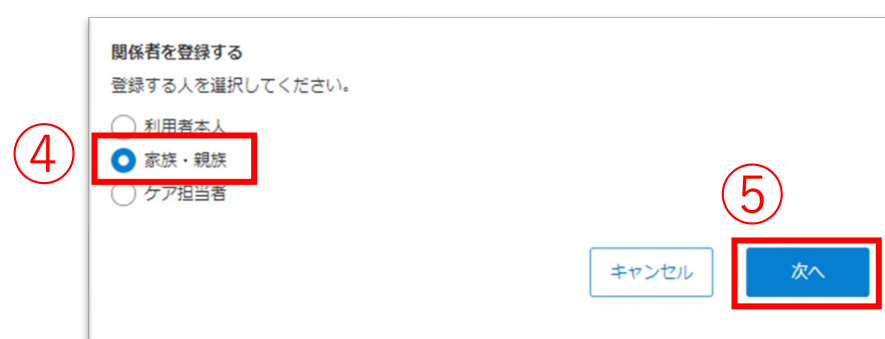 関係者を登録する
登録する人を選択してください。
利用者本人
④ 家族・親族
ケア担当者
⑤
キャンセル 次へ